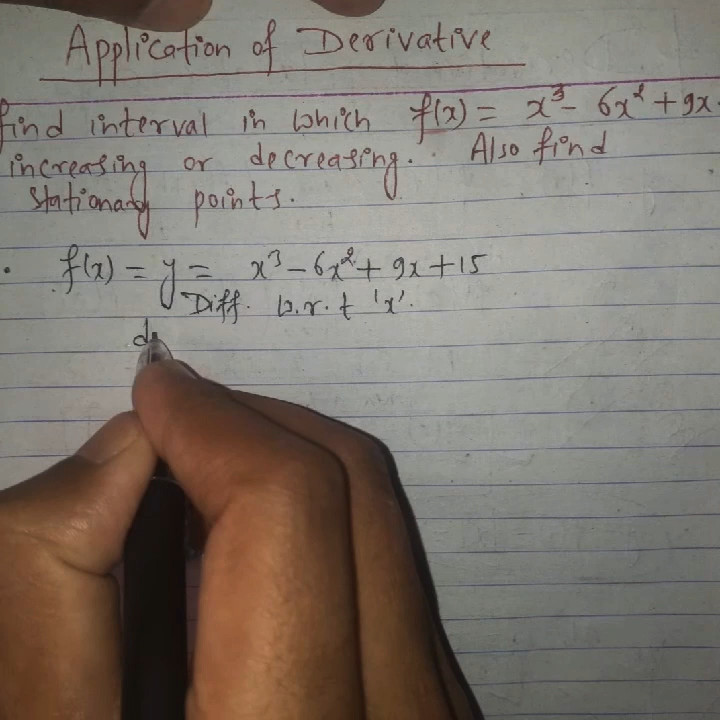 Application of Derivative
find interval in which f(x) = x³- 6x² + 9x
increasing or decreasing. Also find
stationary points.
• f(x) = y = x³ - 6x² + 9x + 15
Diff. w.r.t 'x'.